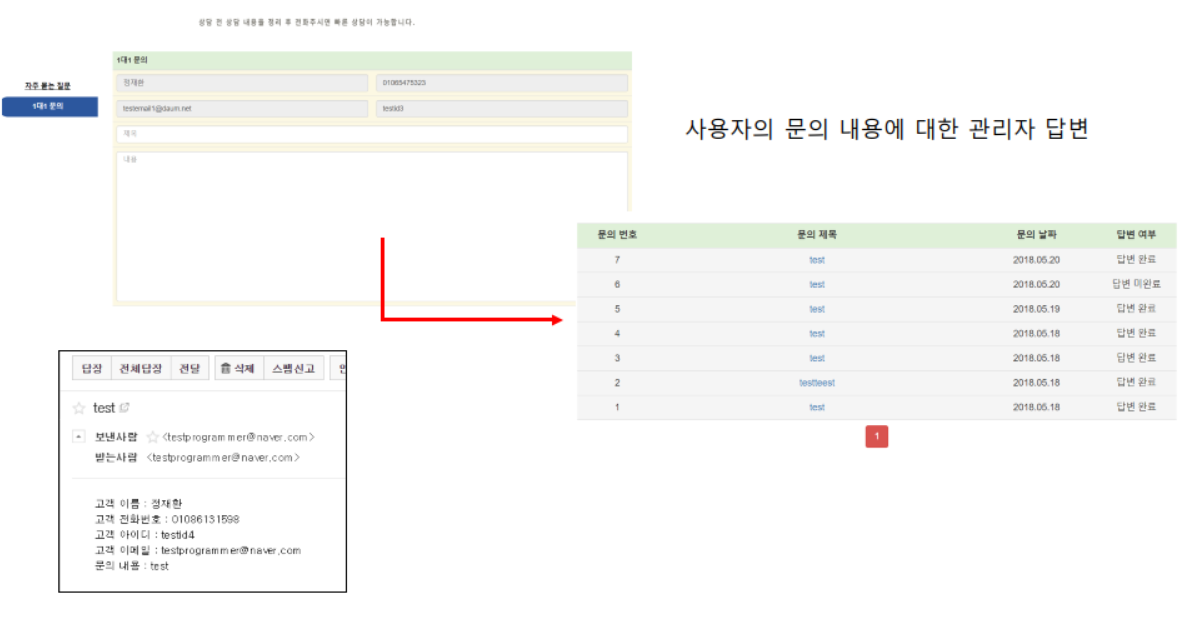 상담 전 상담 내용을 정리 후 전화주시면 빠른 상담이 가능합니다.
자주 묻는 질문
1대1 문의
1대1 문의
정재환 01065475323
testemail1@daum.net testid3
제목
내용
사용자의 문의 내용에 대한 관리자 답변
문의 번호 문의 제목 문의 날짜 답변 여부
7 test 2018.05.20 답변 완료
6 test 2018.05.20 답변 미완료
5 test 2018.05.19 답변 완료
4 test 2018.05.18 답변 완료
3 test 2018.05.18 답변 완료
2 testteest 2018.05.18 답변 완료
1 test 2018.05.18 답변 완료
1
답장 전체답장 전달 삭제 스팸신고
test
보낸사람 <testprogrammer@naver.com>
받는사람 <testprogrammer@naver.com>
고객 이름 : 정재환
고객 전화번호 : 01086131598
고객 아이디 : testid4
고객 이메일 : testprogrammer@naver.com
문의 내용 : test